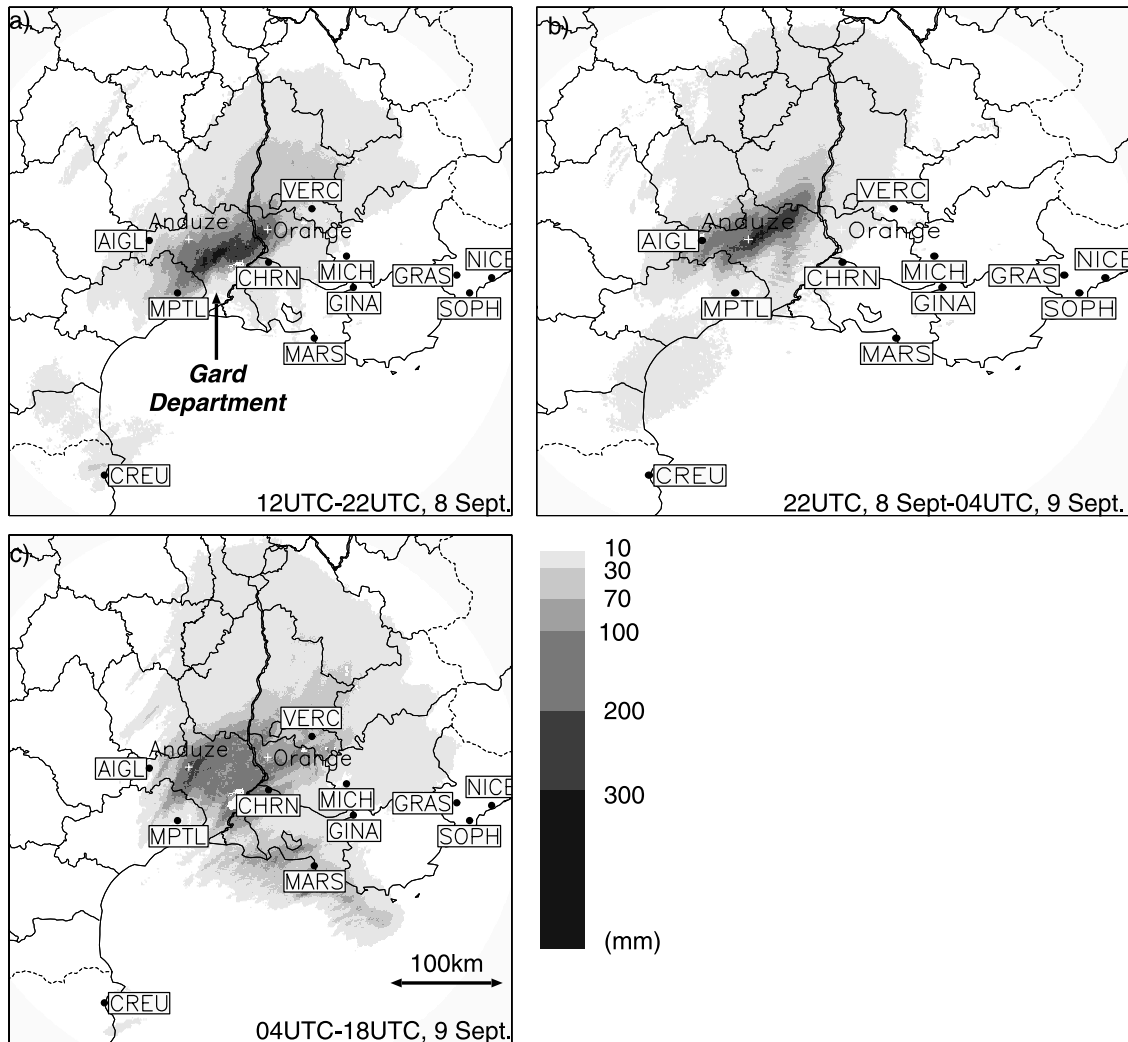 a)
VERC
Anduze
Orange
AIGL
CHRN
MICH
NICE
GRAS
MPTL
GINA
SOPH
MARS
Gard
Department
CREU
12UTC-22UTC, 8 Sept.
b)
VERC
Anduze
Orange
AIGL
CHRN
MICH
NICE
GRAS
MPTL
GINA
SOPH
MARS
CREU
22UTC, 8 Sept-04UTC, 9 Sept.
c)
VERC
Anduze
Orange
AIGL
CHRN
MICH
NICE
GRAS
MPTL
GINA
SOPH
MARS
100km
CREU
04UTC-18UTC, 9 Sept.
10
30
70
100
200
300
(mm)